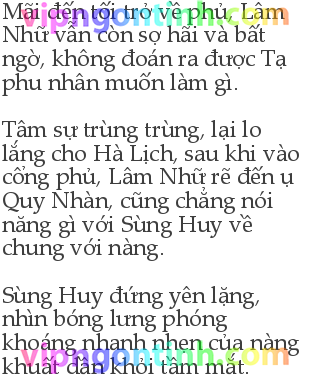 Mãi đến tối trở về phủ, Lâm
Nhữ vẫn còn sợ hãi và bất
ngờ, không đoán ra được Tạ
phu nhân muốn làm gì.
Tâm sự trùng trùng, lại lo
lắng cho Hà Lịch, sau khi vào
cổng phủ, Lâm Nhữ rẽ đến ụ
Quy Nhàn, cũng chẳng nói
năng gì với Sùng Huy về
chung với nàng.
Sùng Huy đứng yên lặng,
nhìn bóng lưng phóng
khoáng nhanh nhẹn của nàng
khuất dần khỏi tầm mắt.
vipngontinh.com
vipngontinh.com